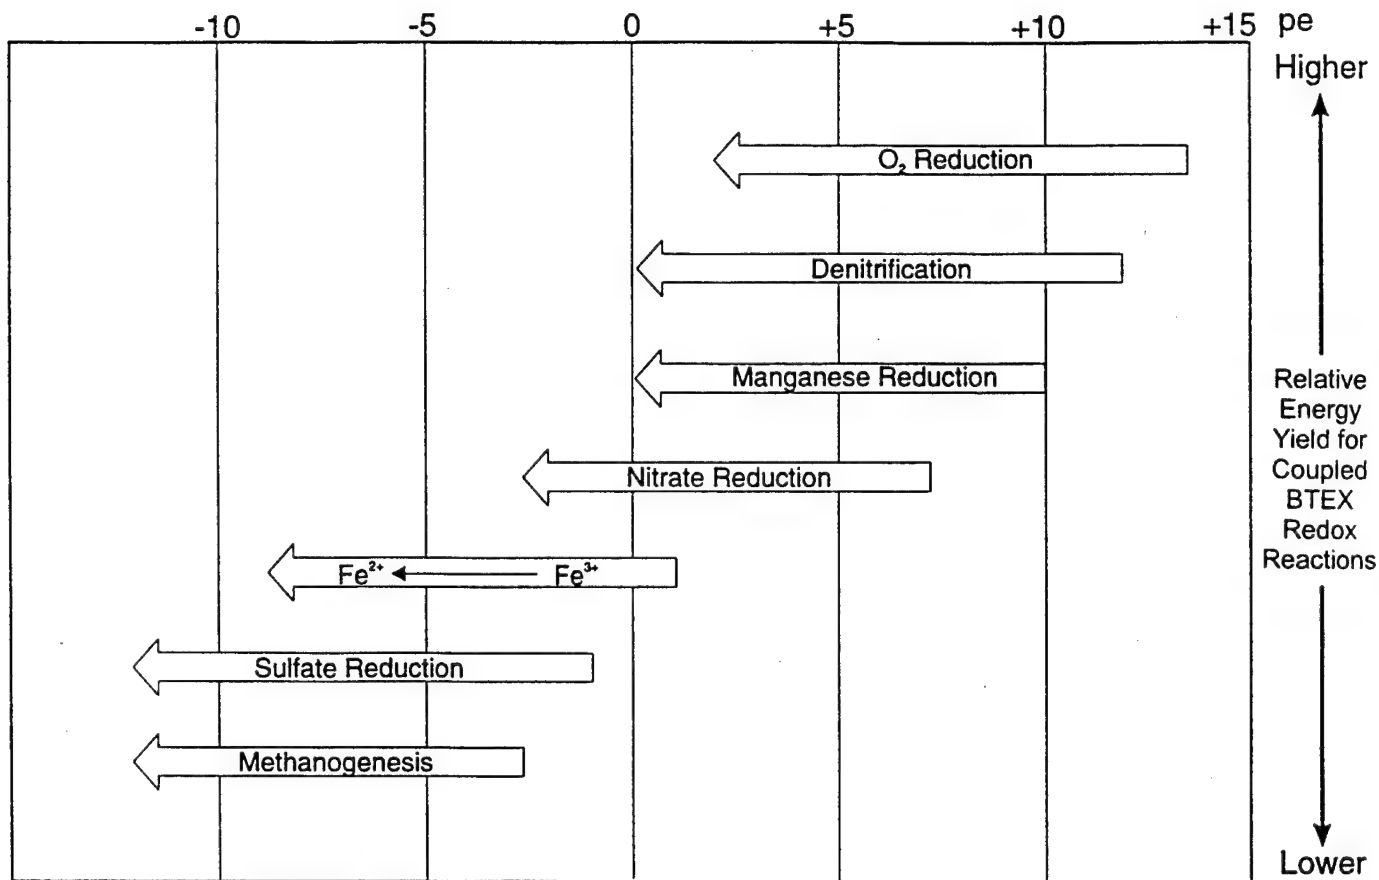 -10 -5 0 +5 +10 +15 pe
Higher
O₂ Reduction
Denitrification
Manganese Reduction
Relative
Energy
Yield for
Coupled
BTEX
Redox
Reactions
Nitrate Reduction
Fe²⁺ Fe³⁺
Sulfate Reduction
Methanogenesis
Lower